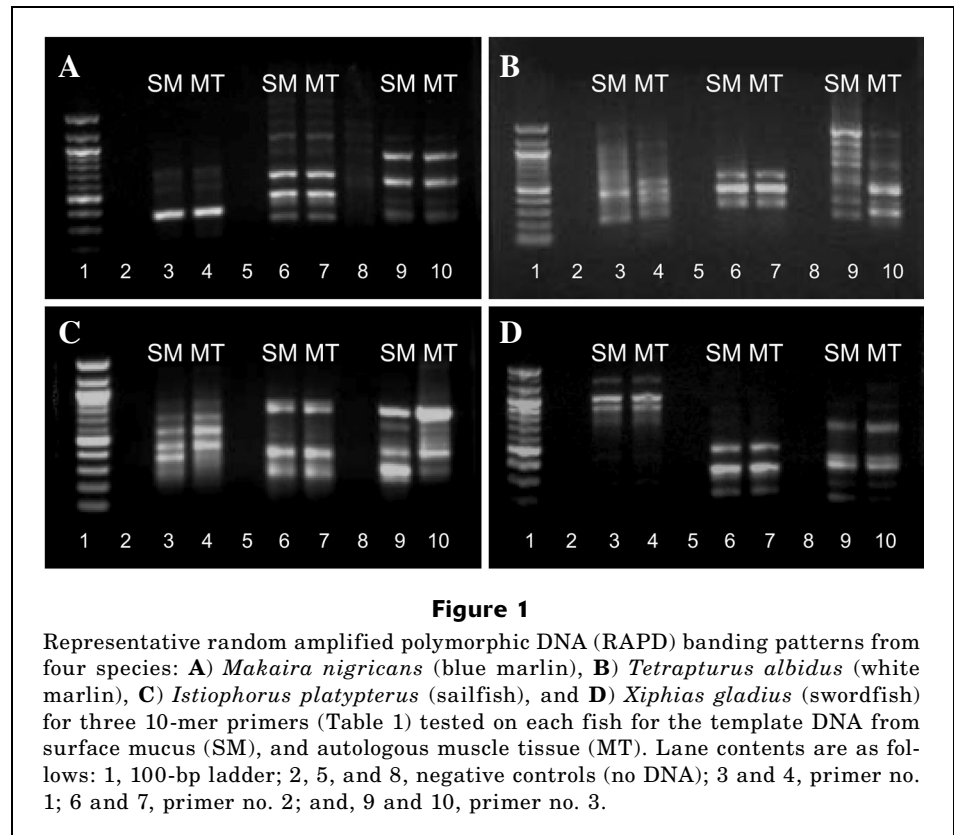 A
SM MT SM MT SM MT
1 2 3 4 5 6 7 8 9 10
B
SM MT SM MT SM MT
1 2 3 4 5 6 7 8 9 10
C
SM MT SM MT SM MT
1 2 3 4 5 6 7 8 9 10
D
SM MT SM MT SM MT
1 2 3 4 5 6 7 8 9 10
Figure 1
Representative random amplified polymorphic DNA (RAPD) banding patterns from
four species: A) Makaira nigricans (blue marlin), B) Tetrapturus albidus (white
marlin), C) Istiophorus platypterus (sailfish), and D) Xiphias gladius (swordfish)
for three 10-mer primers (Table 1) tested on each fish for the template DNA from
surface mucus (SM), and autologous muscle tissue (MT). Lane contents are as fol-
lows: 1, 100-bp ladder; 2, 5, and 8, negative controls (no DNA); 3 and 4, primer no.
1; 6 and 7, primer no. 2; and, 9 and 10, primer no. 3.